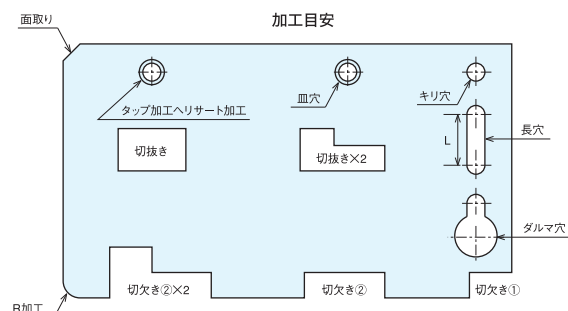 加工目安
面取り
タップ加工ヘリサート加工
皿穴
キリ穴
切抜き
切抜き×2
L
長穴
ダルマ穴
切欠き②×2
切欠き②
切欠き①
R加工